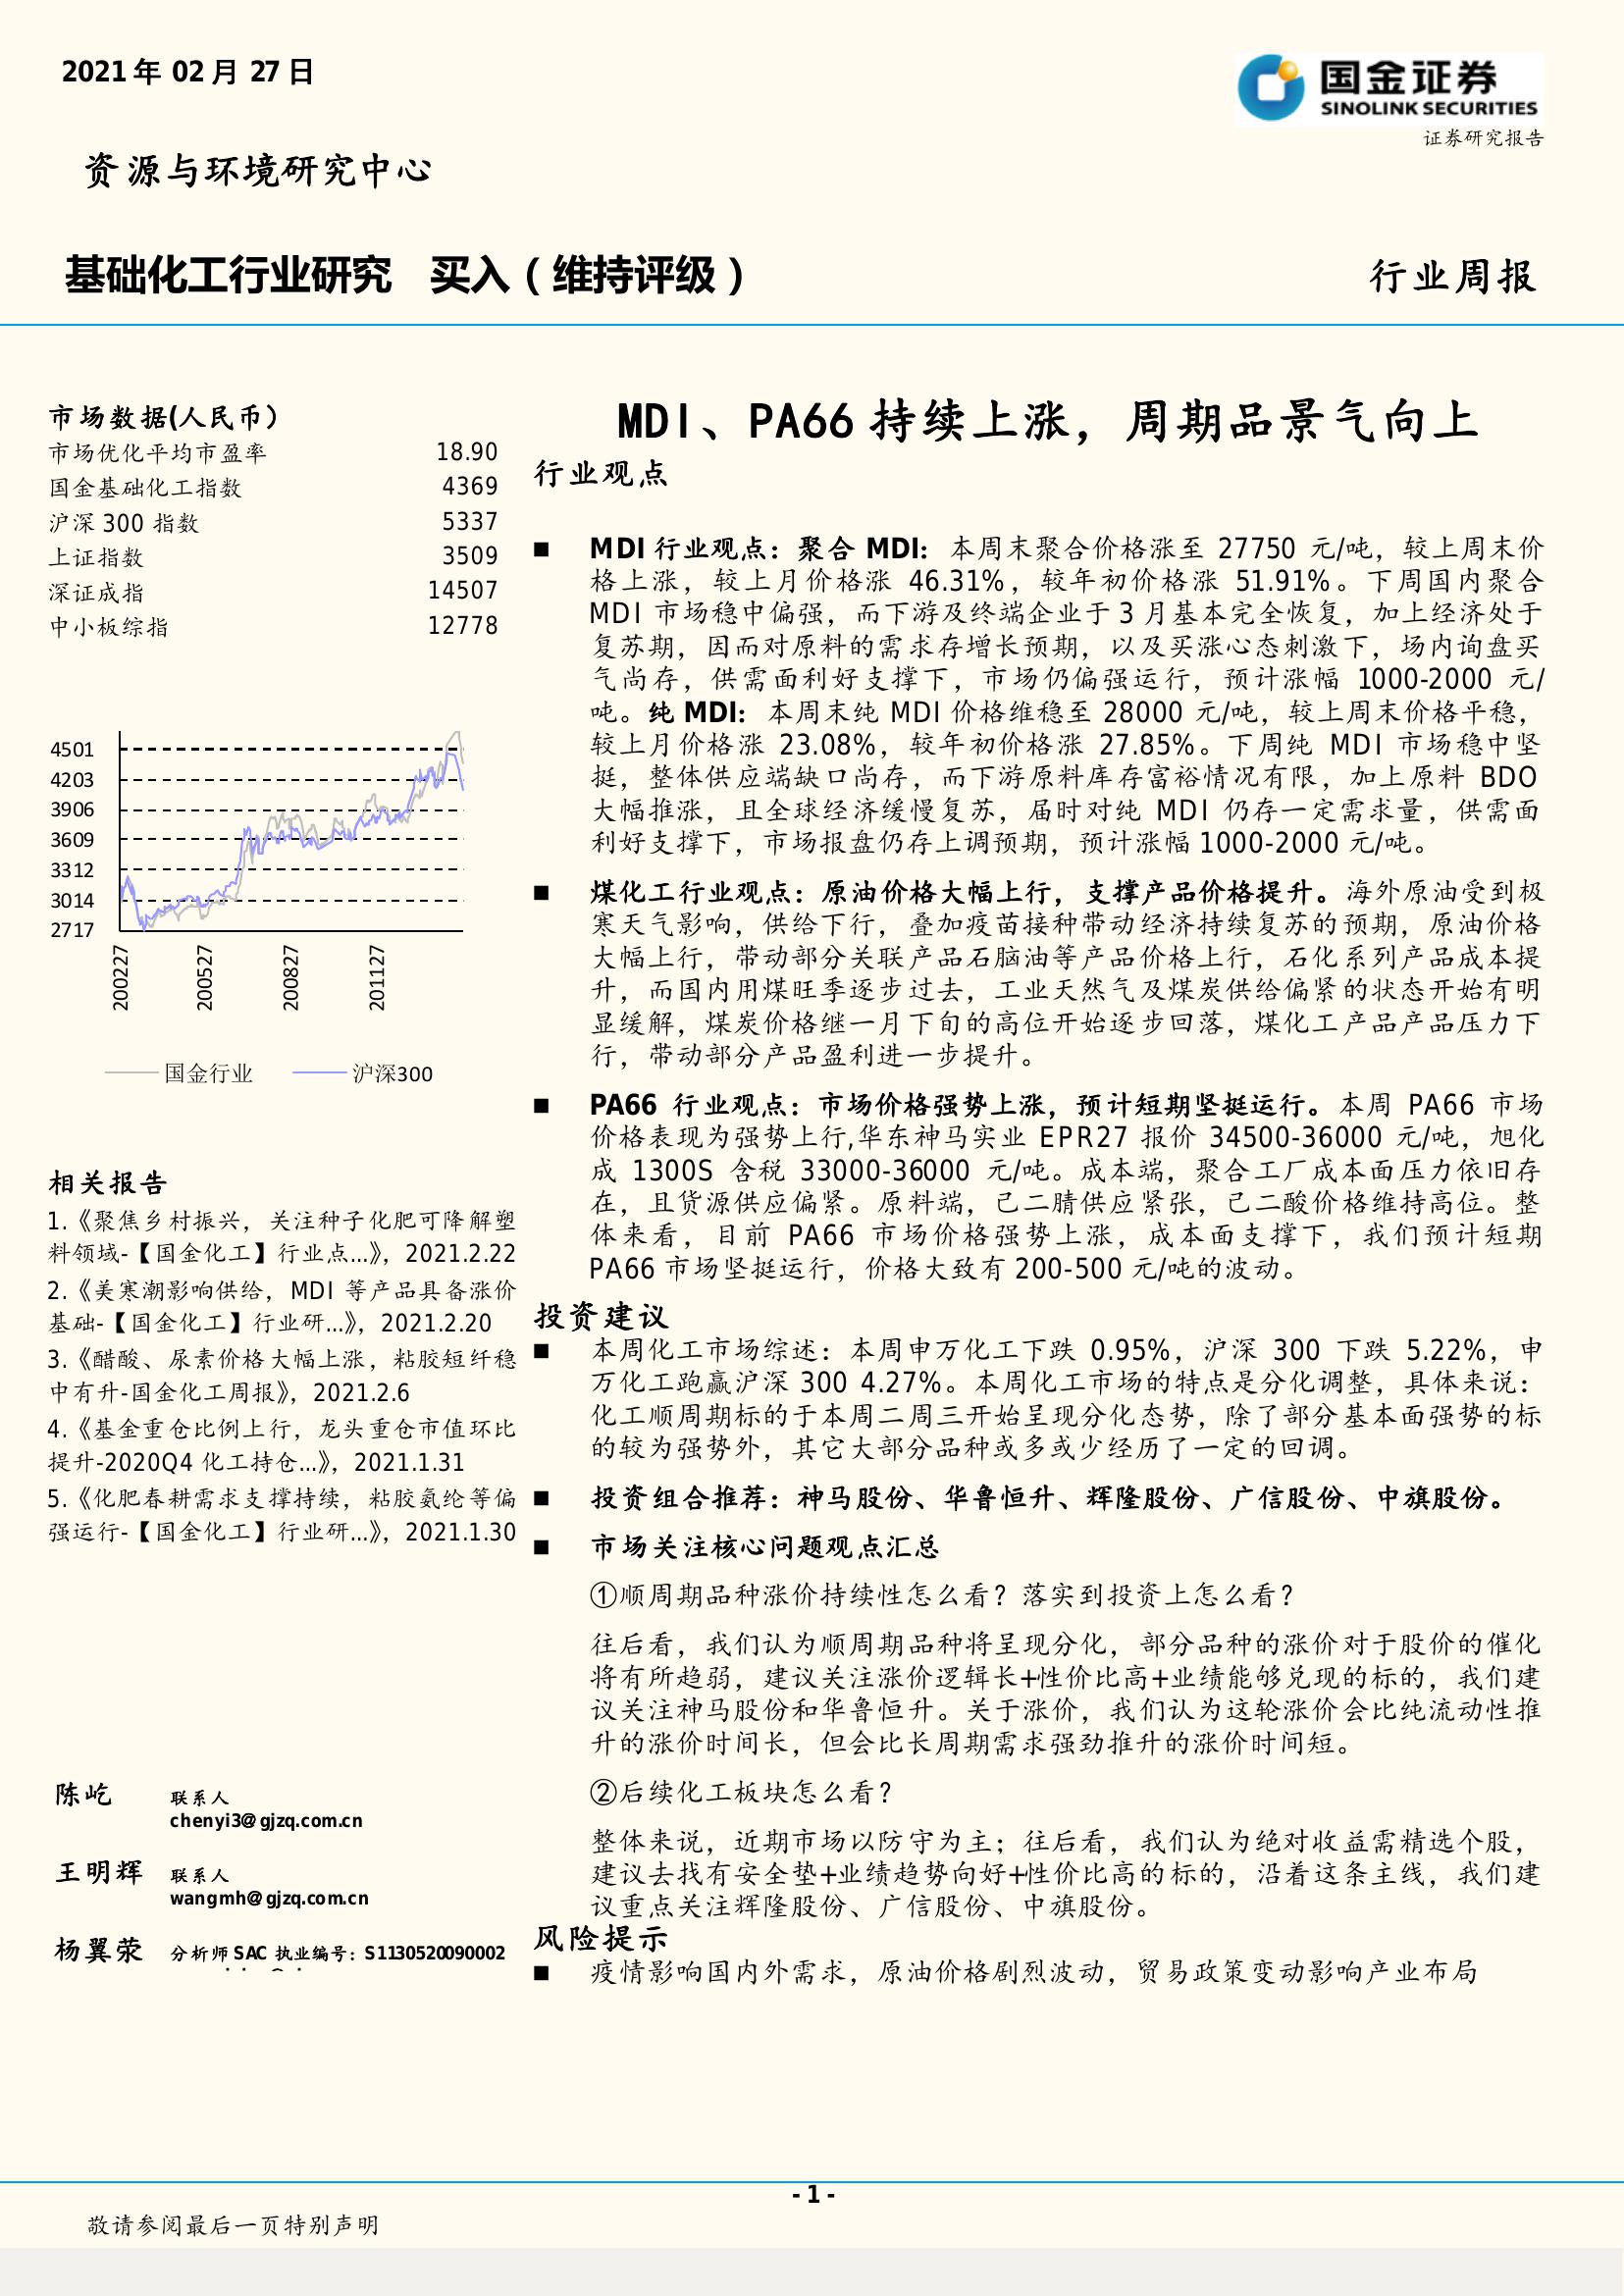 2021 年 02 月 27 日
国金证券
SINOLINK SECURITIES
证券研究报告
资源与环境研究中心
基础化工行业研究 买入（维持评级）
行业周报
市场数据(人民币）
市场优化平均市盈率 18.90
国金基础化工指数 4369
沪深 300 指数 5337
上证指数 3509
深证成指 14507
中小板综指 12778
4501
4203
3906
3609
3312
3014
2717
200227
200527
200827
201127
国金行业 沪深300
相关报告
1.《聚焦乡村振兴，关注种子化肥可降解塑
料领域-【国金化工】行业点...》，2021.2.22
2.《美寒潮影响供给，MDI 等产品具备涨价
基础-【国金化工】行业研...》，2021.2.20
3.《醋酸、尿素价格大幅上涨，粘胶短纤稳
中有升-国金化工周报》，2021.2.6
4.《基金重仓比例上行，龙头重仓市值环比
提升-2020Q4 化工持仓...》，2021.1.31
5.《化肥春耕需求支撑持续，粘胶氨纶等偏
强运行-【国金化工】行业研...》，2021.1.30
陈屹 联系人
chenyi3@gjzq.com.cn
王明辉 联系人
wangmh@gjzq.com.cn
杨翼荥 分析师 SAC 执业编号：S1130520090002
MDI、PA66 持续上涨，周期品景气向上
行业观点
■ MDI 行业观点：聚合 MDI：本周末聚合价格涨至 27750 元/吨，较上周末价
格上涨，较上月价格涨 46.31%，较年初价格涨 51.91%。下周国内聚合
MDI 市场稳中偏强，而下游及终端企业于 3 月基本完全恢复，加上经济处于
复苏期，因而对原料的需求存增长预期，以及买涨心态刺激下，场内询盘买
气尚存，供需面利好支撑下，市场仍偏强运行，预计涨幅 1000-2000 元/
吨。纯 MDI：本周末纯 MDI 价格维稳至 28000 元/吨，较上周末价格平稳，
较上月价格涨 23.08%，较年初价格涨 27.85%。下周纯 MDI 市场稳中坚
挺，整体供应端缺口尚存，而下游原料库存富裕情况有限，加上原料 BDO
大幅推涨，且全球经济缓慢复苏，届时对纯 MDI 仍存一定需求量，供需面
利好支撑下，市场报盘仍存上调预期，预计涨幅 1000-2000 元/吨。
■ 煤化工行业观点：原油价格大幅上行，支撑产品价格提升。海外原油受到极
寒天气影响，供给下行，叠加疫苗接种带动经济持续复苏的预期，原油价格
大幅上行，带动部分关联产品石脑油等产品价格上行，石化系列产品成本提
升，而国内用煤旺季逐步过去，工业天然气及煤炭供给偏紧的状态开始有明
显缓解，煤炭价格继一月下旬的高位开始逐步回落，煤化工产品产品压力下
行，带动部分产品盈利进一步提升。
■ PA66 行业观点：市场价格强势上涨，预计短期坚挺运行。本周 PA66 市场
价格表现为强势上行,华东神马实业 EPR27 报价 34500-36000 元/吨，旭化
成 1300S 含税 33000-36000 元/吨。成本端，聚合工厂成本面压力依旧存
在，且货源供应偏紧。原料端，己二腈供应紧张，己二酸价格维持高位。整
体来看，目前 PA66 市场价格强势上涨，成本面支撑下，我们预计短期
PA66 市场坚挺运行，价格大致有 200-500 元/吨的波动。
投资建议
■ 本周化工市场综述：本周申万化工下跌 0.95%，沪深 300 下跌 5.22%，申
万化工跑赢沪深 300 4.27%。本周化工市场的特点是分化调整，具体来说：
化工顺周期标的于本周二周三开始呈现分化态势，除了部分基本面强势的标
的较为强势外，其它大部分品种或多或少经历了一定的回调。
■ 投资组合推荐：神马股份、华鲁恒升、辉隆股份、广信股份、中旗股份。
■ 市场关注核心问题观点汇总
①顺周期品种涨价持续性怎么看？落实到投资上怎么看？
往后看，我们认为顺周期品种将呈现分化，部分品种的涨价对于股价的催化
将有所趋弱，建议关注涨价逻辑长+性价比高+业绩能够兑现的标的，我们建
议关注神马股份和华鲁恒升。关于涨价，我们认为这轮涨价会比纯流动性推
升的涨价时间长，但会比长周期需求强劲推升的涨价时间短。
②后续化工板块怎么看？
整体来说，近期市场以防守为主；往后看，我们认为绝对收益需精选个股，
建议去找有安全垫+业绩趋势向好+性价比高的标的，沿着这条主线，我们建
议重点关注辉隆股份、广信股份、中旗股份。
风险提示
■ 疫情影响国内外需求，原油价格剧烈波动，贸易政策变动影响产业布局
- 1 -
敬请参阅最后一页特别声明